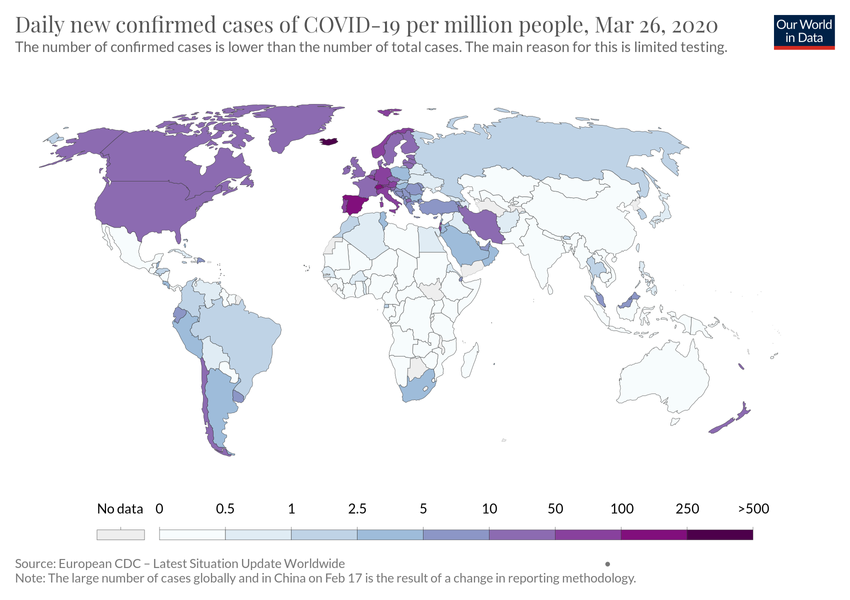 Daily new confirmed cases of COVID-19 per million people, Mar 26, 2020
The number of confirmed cases is lower than the number of total cases. The main reason for this is limited testing.
Our World
in Data
No data 0 0.5 1 2.5 5 10 50 100 250 >500
Source: European CDC – Latest Situation Update Worldwide
Note: The large number of cases globally and in China on Feb 17 is the result of a change in reporting methodology.